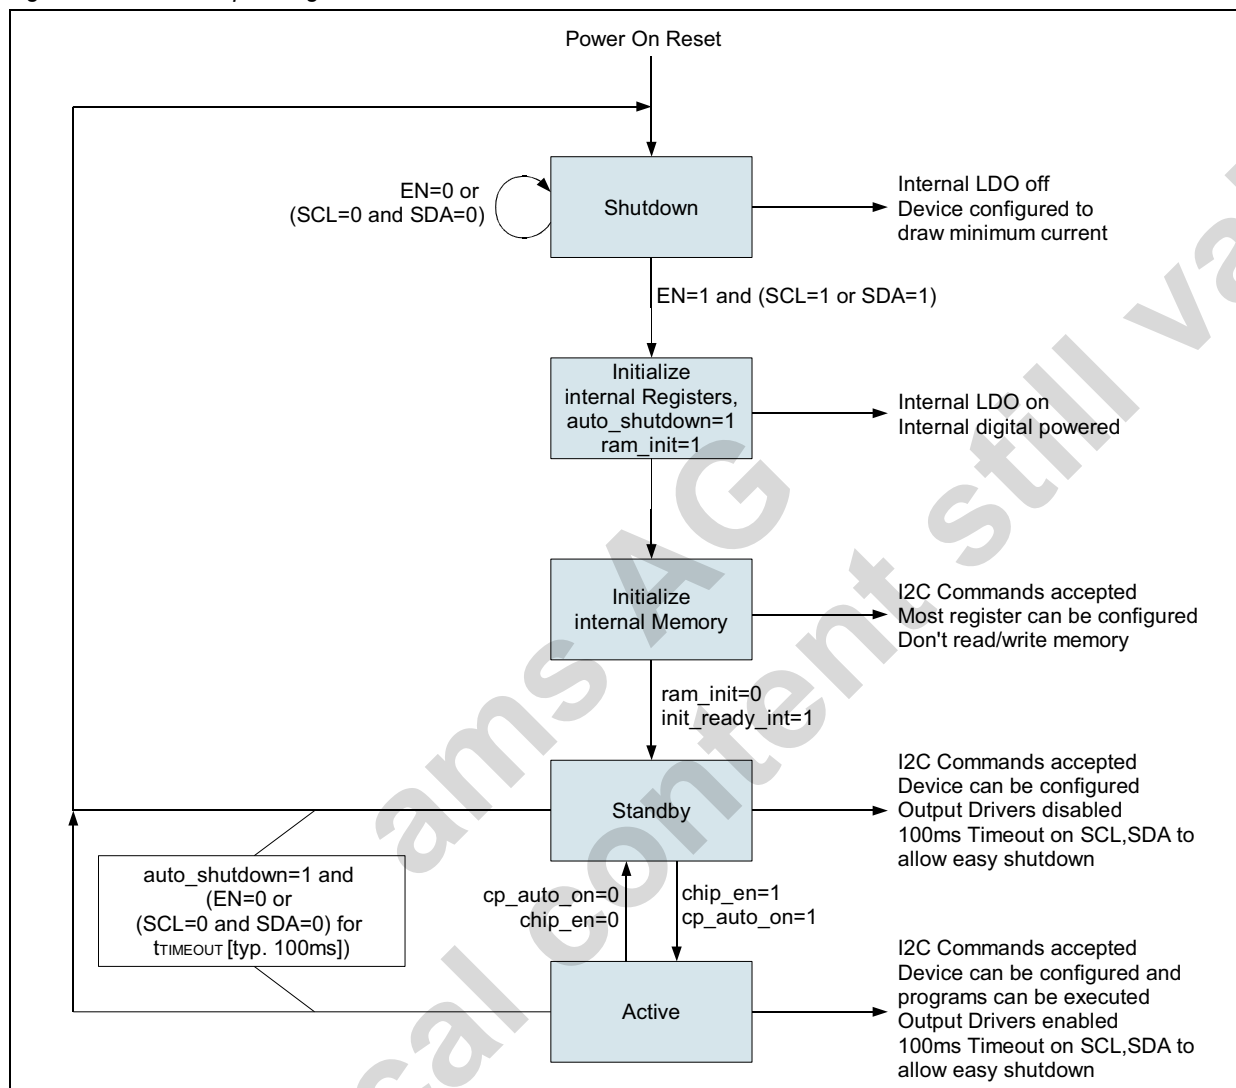 Power On Reset
EN=0 or
(SCL=0 and SDA=0)
Shutdown
Internal LDO off
Device configured to
draw minimum current
EN=1 and (SCL=1 or SDA=1)
Initialize
internal Registers,
auto_shutdown=1
ram_init=1
Internal LDO on
Internal digital powered
Initialize
internal Memory
I2C Commands accepted
Most register can be configured
Don't read/write memory
ram_init=0
init_ready_int=1
Standby
I2C Commands accepted
Device can be configured
Output Drivers disabled
100ms Timeout on SCL,SDA to
allow easy shutdown
auto_shutdown=1 and
(EN=0 or
(SCL=0 and SDA=0) for
tTIMEOUT [typ. 100ms])
cp_auto_on=0
chip_en=0
chip_en=1
cp_auto_on=1
Active
I2C Commands accepted
Device can be configured and
programs can be executed
Output Drivers enabled
100ms Timeout on SCL,SDA to
allow easy shutdown
ams AG
content still